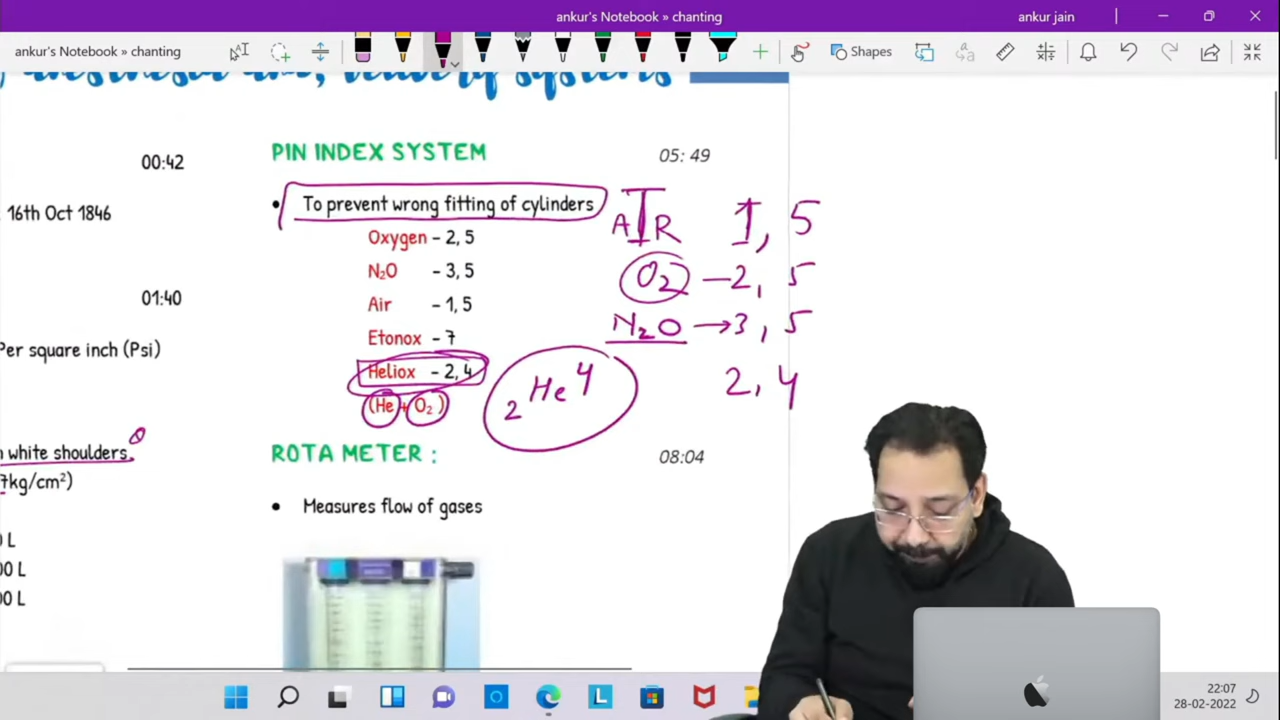 ankur's Notebook » chanting
ankur jain
ankur's Notebook » chanting
Shapes
00:42
16th Oct 1846
01:40
Per square inch (Psi)
white shoulders.
7kg/cm²)
0 L
00 L
00 L
PIN INDEX SYSTEM
05: 49
• To prevent wrong fitting of cylinders
Oxygen - 2, 5
N₂O - 3, 5
Air - 1, 5
Etonox - 7
Heliox - 2, 4
(He + O₂ )
AIR 1, 5
O₂ — 2, 5
N₂O → 3, 5
2, 4
₂He⁴
ROTA METER :
08:04
• Measures flow of gases
22:07
28-02-2022